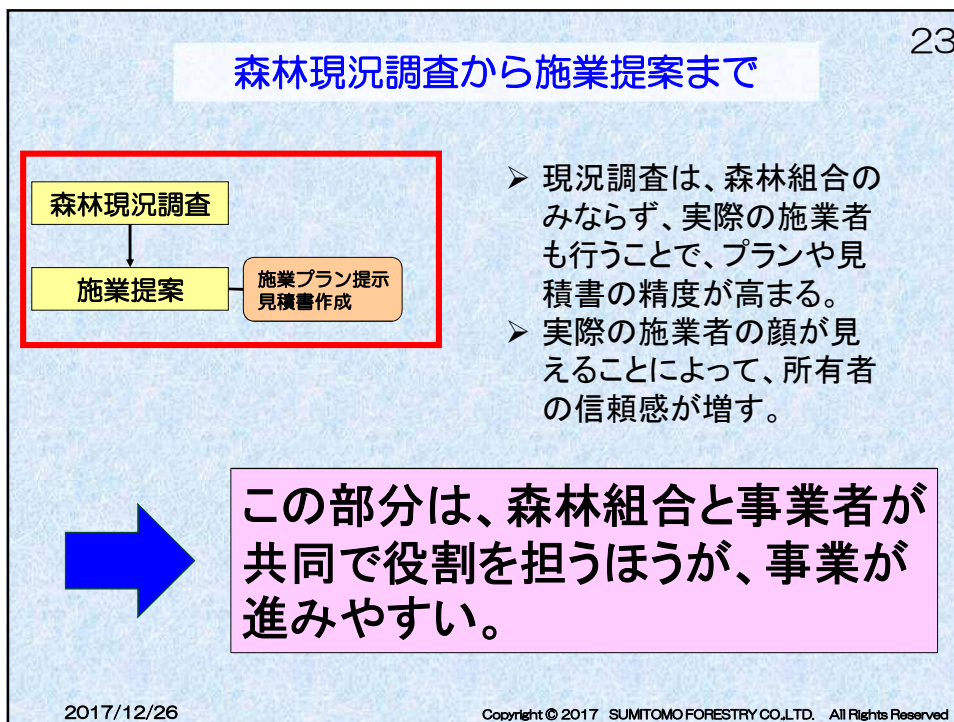 23
森林現況調査から施業提案まで
森林現況調査
施業提案
施業プラン提示
見積書作成
➢ 現況調査は、森林組合の
みならず、実際の施業者
も行うことで、プランや見
積書の精度が高まる。
➢ 実際の施業者の顔が見
えることによって、所有者
の信頼感が増す。
この部分は、森林組合と事業者が
共同で役割を担うほうが、事業が
進みやすい。
2017/12/26
Copyright © 2017 SUMITOMO FORESTRY CO.,LTD. All Rights Reserved